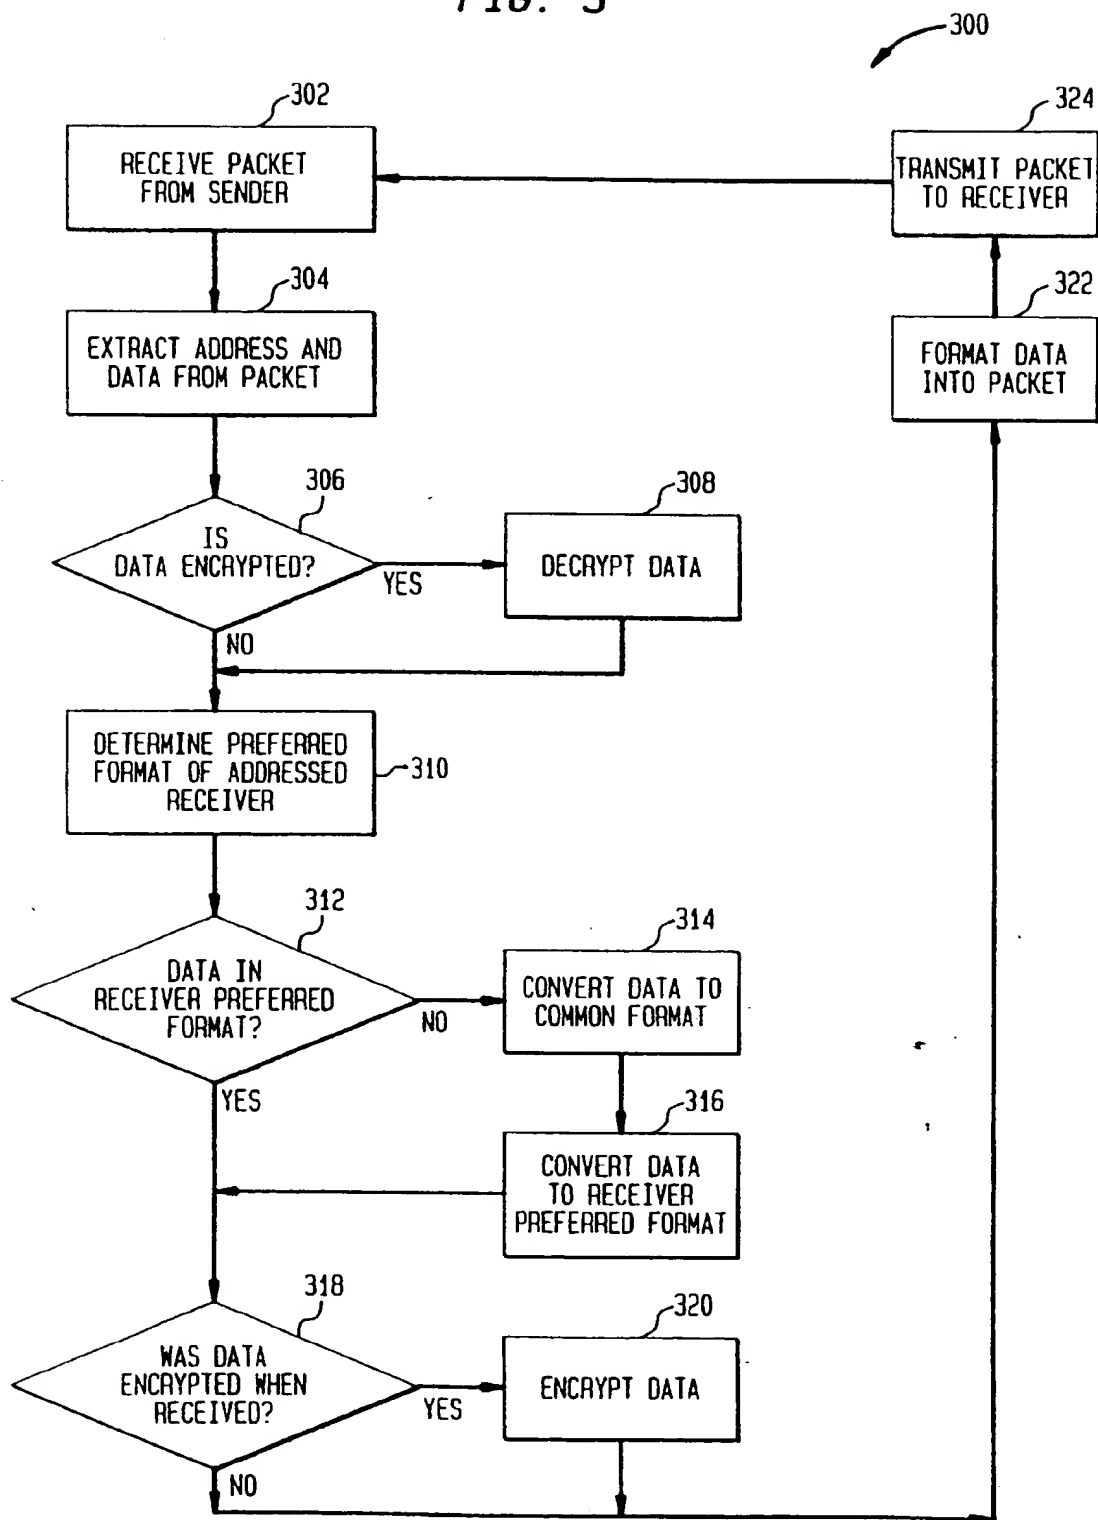 FIG. 3
300
302
RECEIVE PACKET
FROM SENDER
324
TRANSMIT PACKET
TO RECEIVER
304
EXTRACT ADDRESS AND
DATA FROM PACKET
322
FORMAT DATA
INTO PACKET
306
IS
DATA ENCRYPTED?
YES
NO
308
DECRYPT DATA
DETERMINE PREFERRED
FORMAT OF ADDRESSED
RECEIVER
310
312
DATA IN
RECEIVER PREFERRED
FORMAT?
NO
YES
314
CONVERT DATA TO
COMMON FORMAT
316
CONVERT DATA
TO RECEIVER
PREFERRED FORMAT
318
WAS DATA
ENCRYPTED WHEN
RECEIVED?
YES
NO
320
ENCRYPT DATA